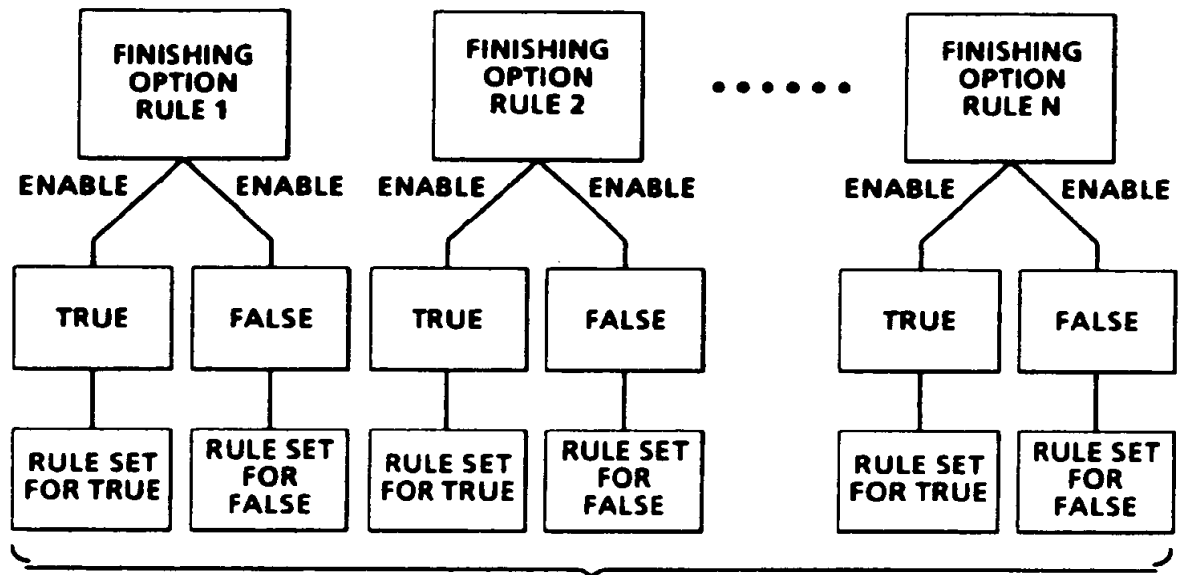 FINISHING
OPTION
RULE 1
FINISHING
OPTION
RULE 2
FINISHING
OPTION
RULE N
ENABLE
ENABLE
ENABLE
ENABLE
ENABLE
ENABLE
TRUE
FALSE
TRUE
FALSE
TRUE
FALSE
RULE SET
FOR TRUE
RULE SET
FOR
FALSE
RULE SET
FOR TRUE
RULE SET
FOR
FALSE
RULE SET
FOR TRUE
RULE SET
FOR
FALSE